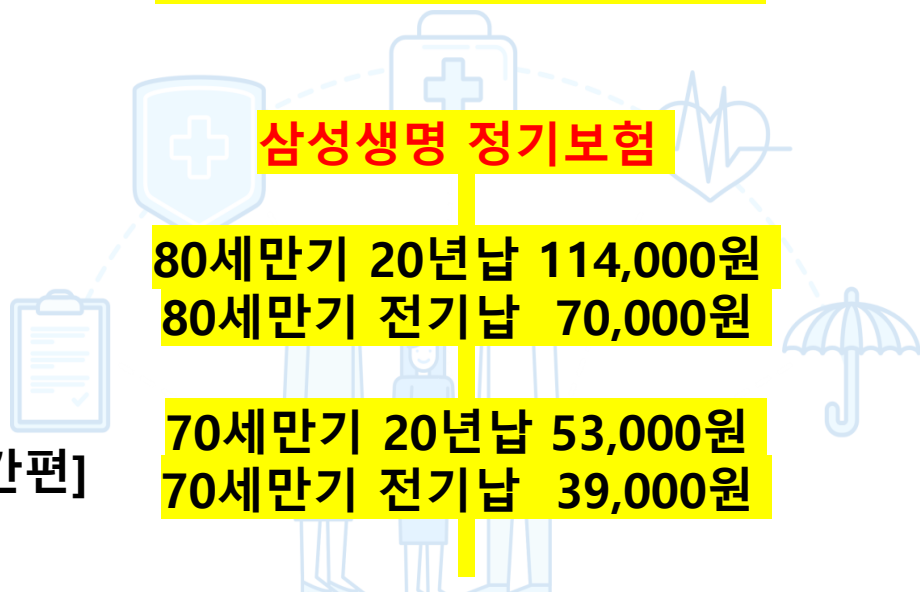 삼성생명 정기보험
80세만기 20년납 114,000원
80세만기 전기납 70,000원
70세만기 20년납 53,000원
간편]
70세만기 전기납 39,000원